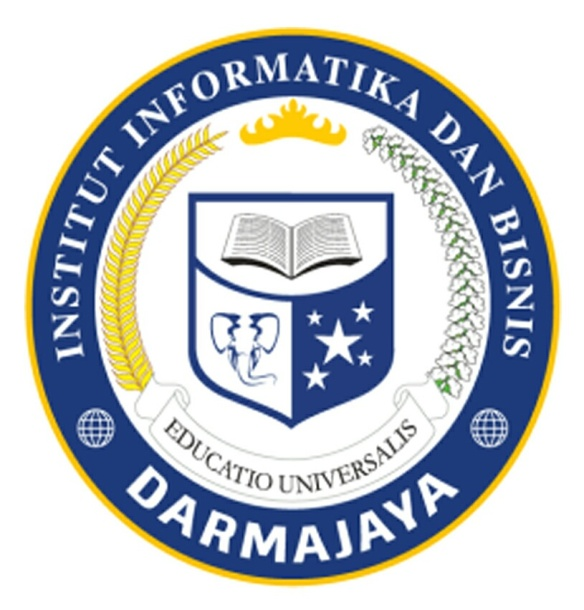 INSTITUT INFORMATIKA DAN BISNIS
EDUCATIO UNIVERSALIS
DARMAJAYA